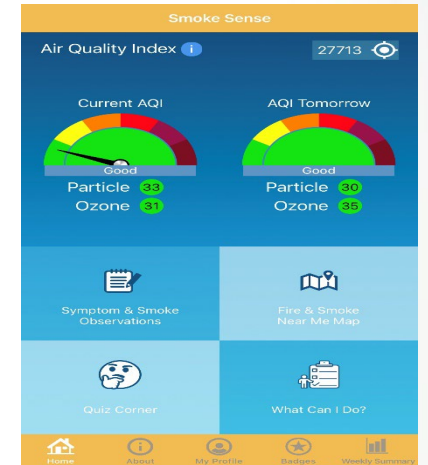 Smoke Sense
Air Quality Index i
27713
Current AQI
AQI Tomorrow
Good
Good
Particle 33
Particle 30
Ozone 31
Ozone 35
Symptom & Smoke
Observations
Fire & Smoke
Near Me Map
Quiz Corner
What Can I Do?
Home
About
My Profile
Badges
Weekly Summary